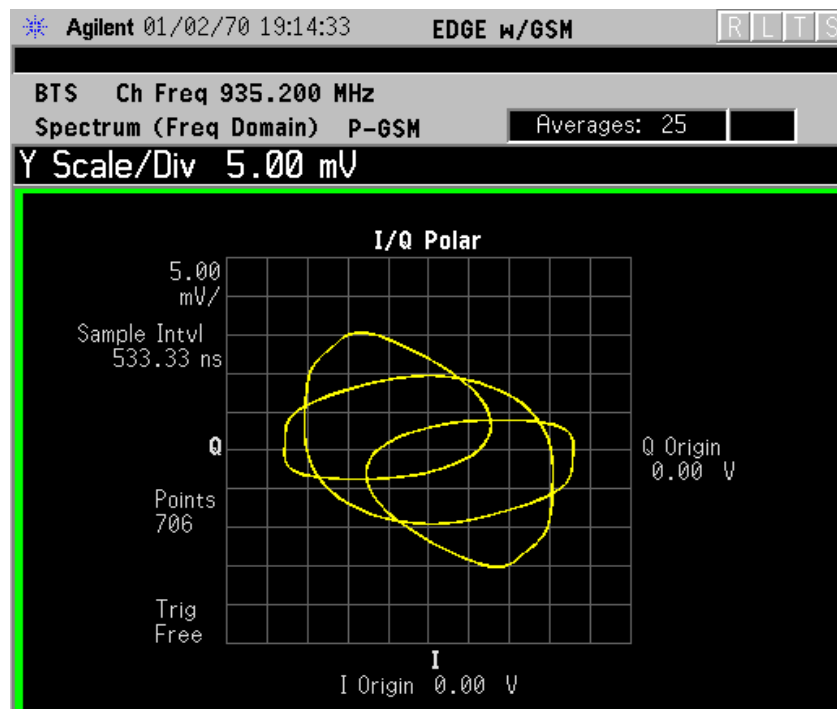 Agilent 01/02/70 19:14:33 EDGE w/GSM R L T S
BTS Ch Freq 935.200 MHz
Spectrum (Freq Domain) P-GSM Averages: 25
Y Scale/Div 5.00 mV
I/Q Polar
5.00
mV/
Sample Intvl
533.33 ns
Q
Q Origin
0.00 V
Points
706
Trig
Free
I
I Origin 0.00 V